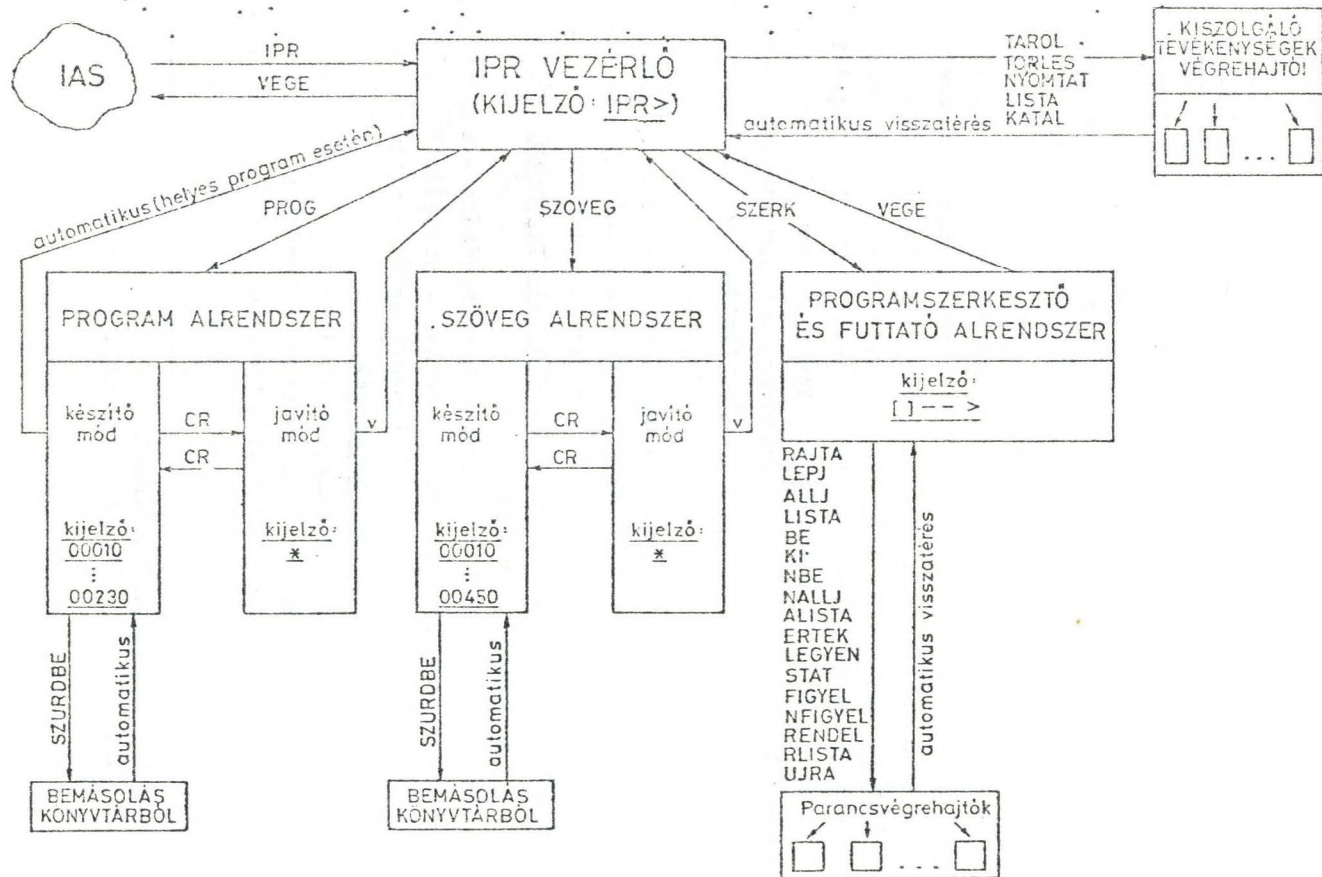 IAS
IPR
VEGE
IPR VEZÉRLŐ
(KIJELZŐ: IPR>)
TAROL
TORLES
NYOMTAT
LISTA
KATAL
KISZOLGÁLÓ
TEVÉKENYSÉGEK
VÉGREHAJTÓI
...
automatikus visszatérés
automatikus (helyes program esetén)
PROG
SZÖVEG
SZERK
VEGE
PROGRAM ALRENDSZER
készítő
mód
CR
CR
javító
mód
v
kijelző:
00010
⋮
00230
kijelző:
*
SZURDBE
automatikus
BEMÁSOLÁS
KÖNYVTÁRBÓL
SZÖVEG ALRENDSZER
készítő
mód
CR
CR
javító
mód
v
kijelző:
00010
⋮
00450
kijelző:
*
SZURDBE
automatikus
BEMÁSOLÁS
KÖNYVTÁRBÓL
PROGRAMSZERKESZTŐ
ÉS FUTTATÓ ALRENDSZER
kijelző:
[ ]-- >
RAJTA
LEPJ
ALLJ
LISTA
BE
KI
NBE
NALLJ
ALISTA
ERTEK
LEGYEN
STAT
FIGYEL
NFIGYEL
RENDEL
RLISTA
UJRA
automatikus visszatérés
Parancsvégrehajtók
...